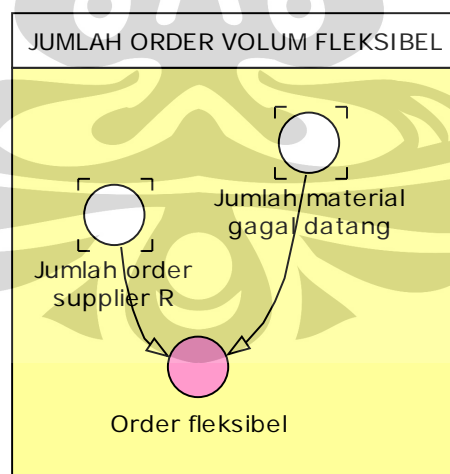 JUMLAH ORDER VOLUM FLEKSIBEL
Jumlah material
gagal datang
Jumlah order
supplier R
Order fleksibel